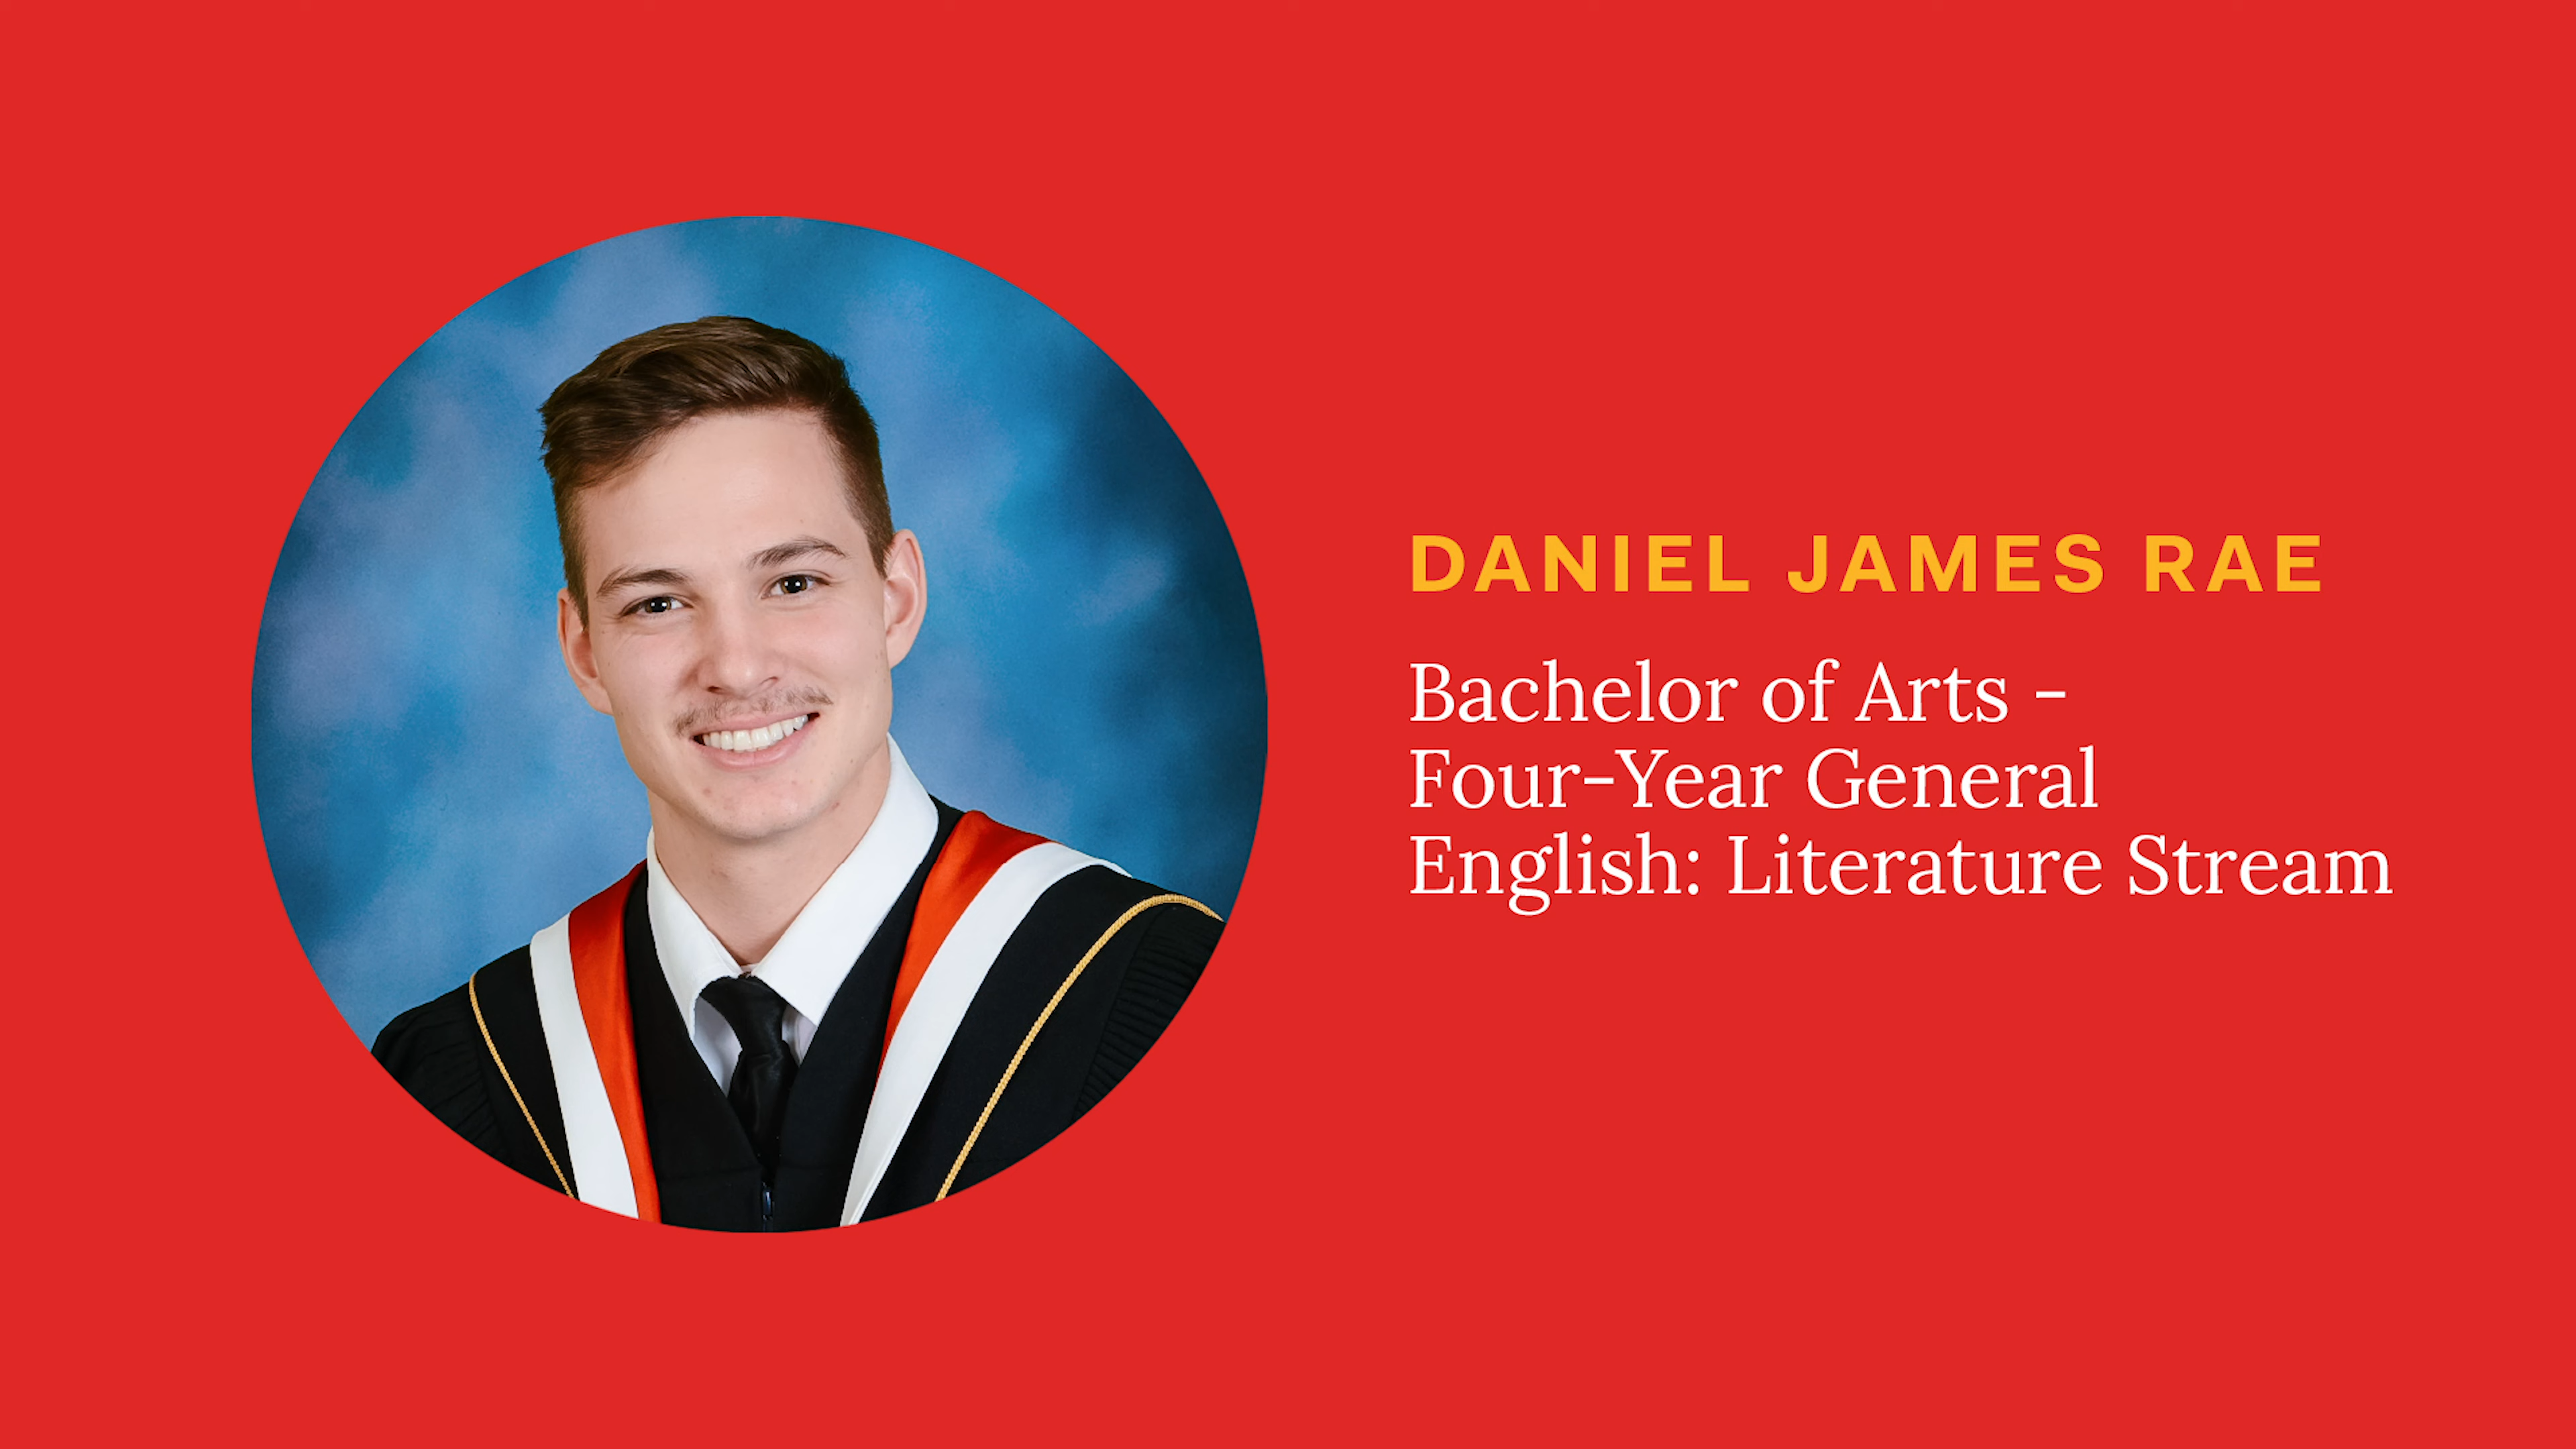 DANIEL JAMES RAE
Bachelor of Arts -
Four-Year General
English: Literature Stream